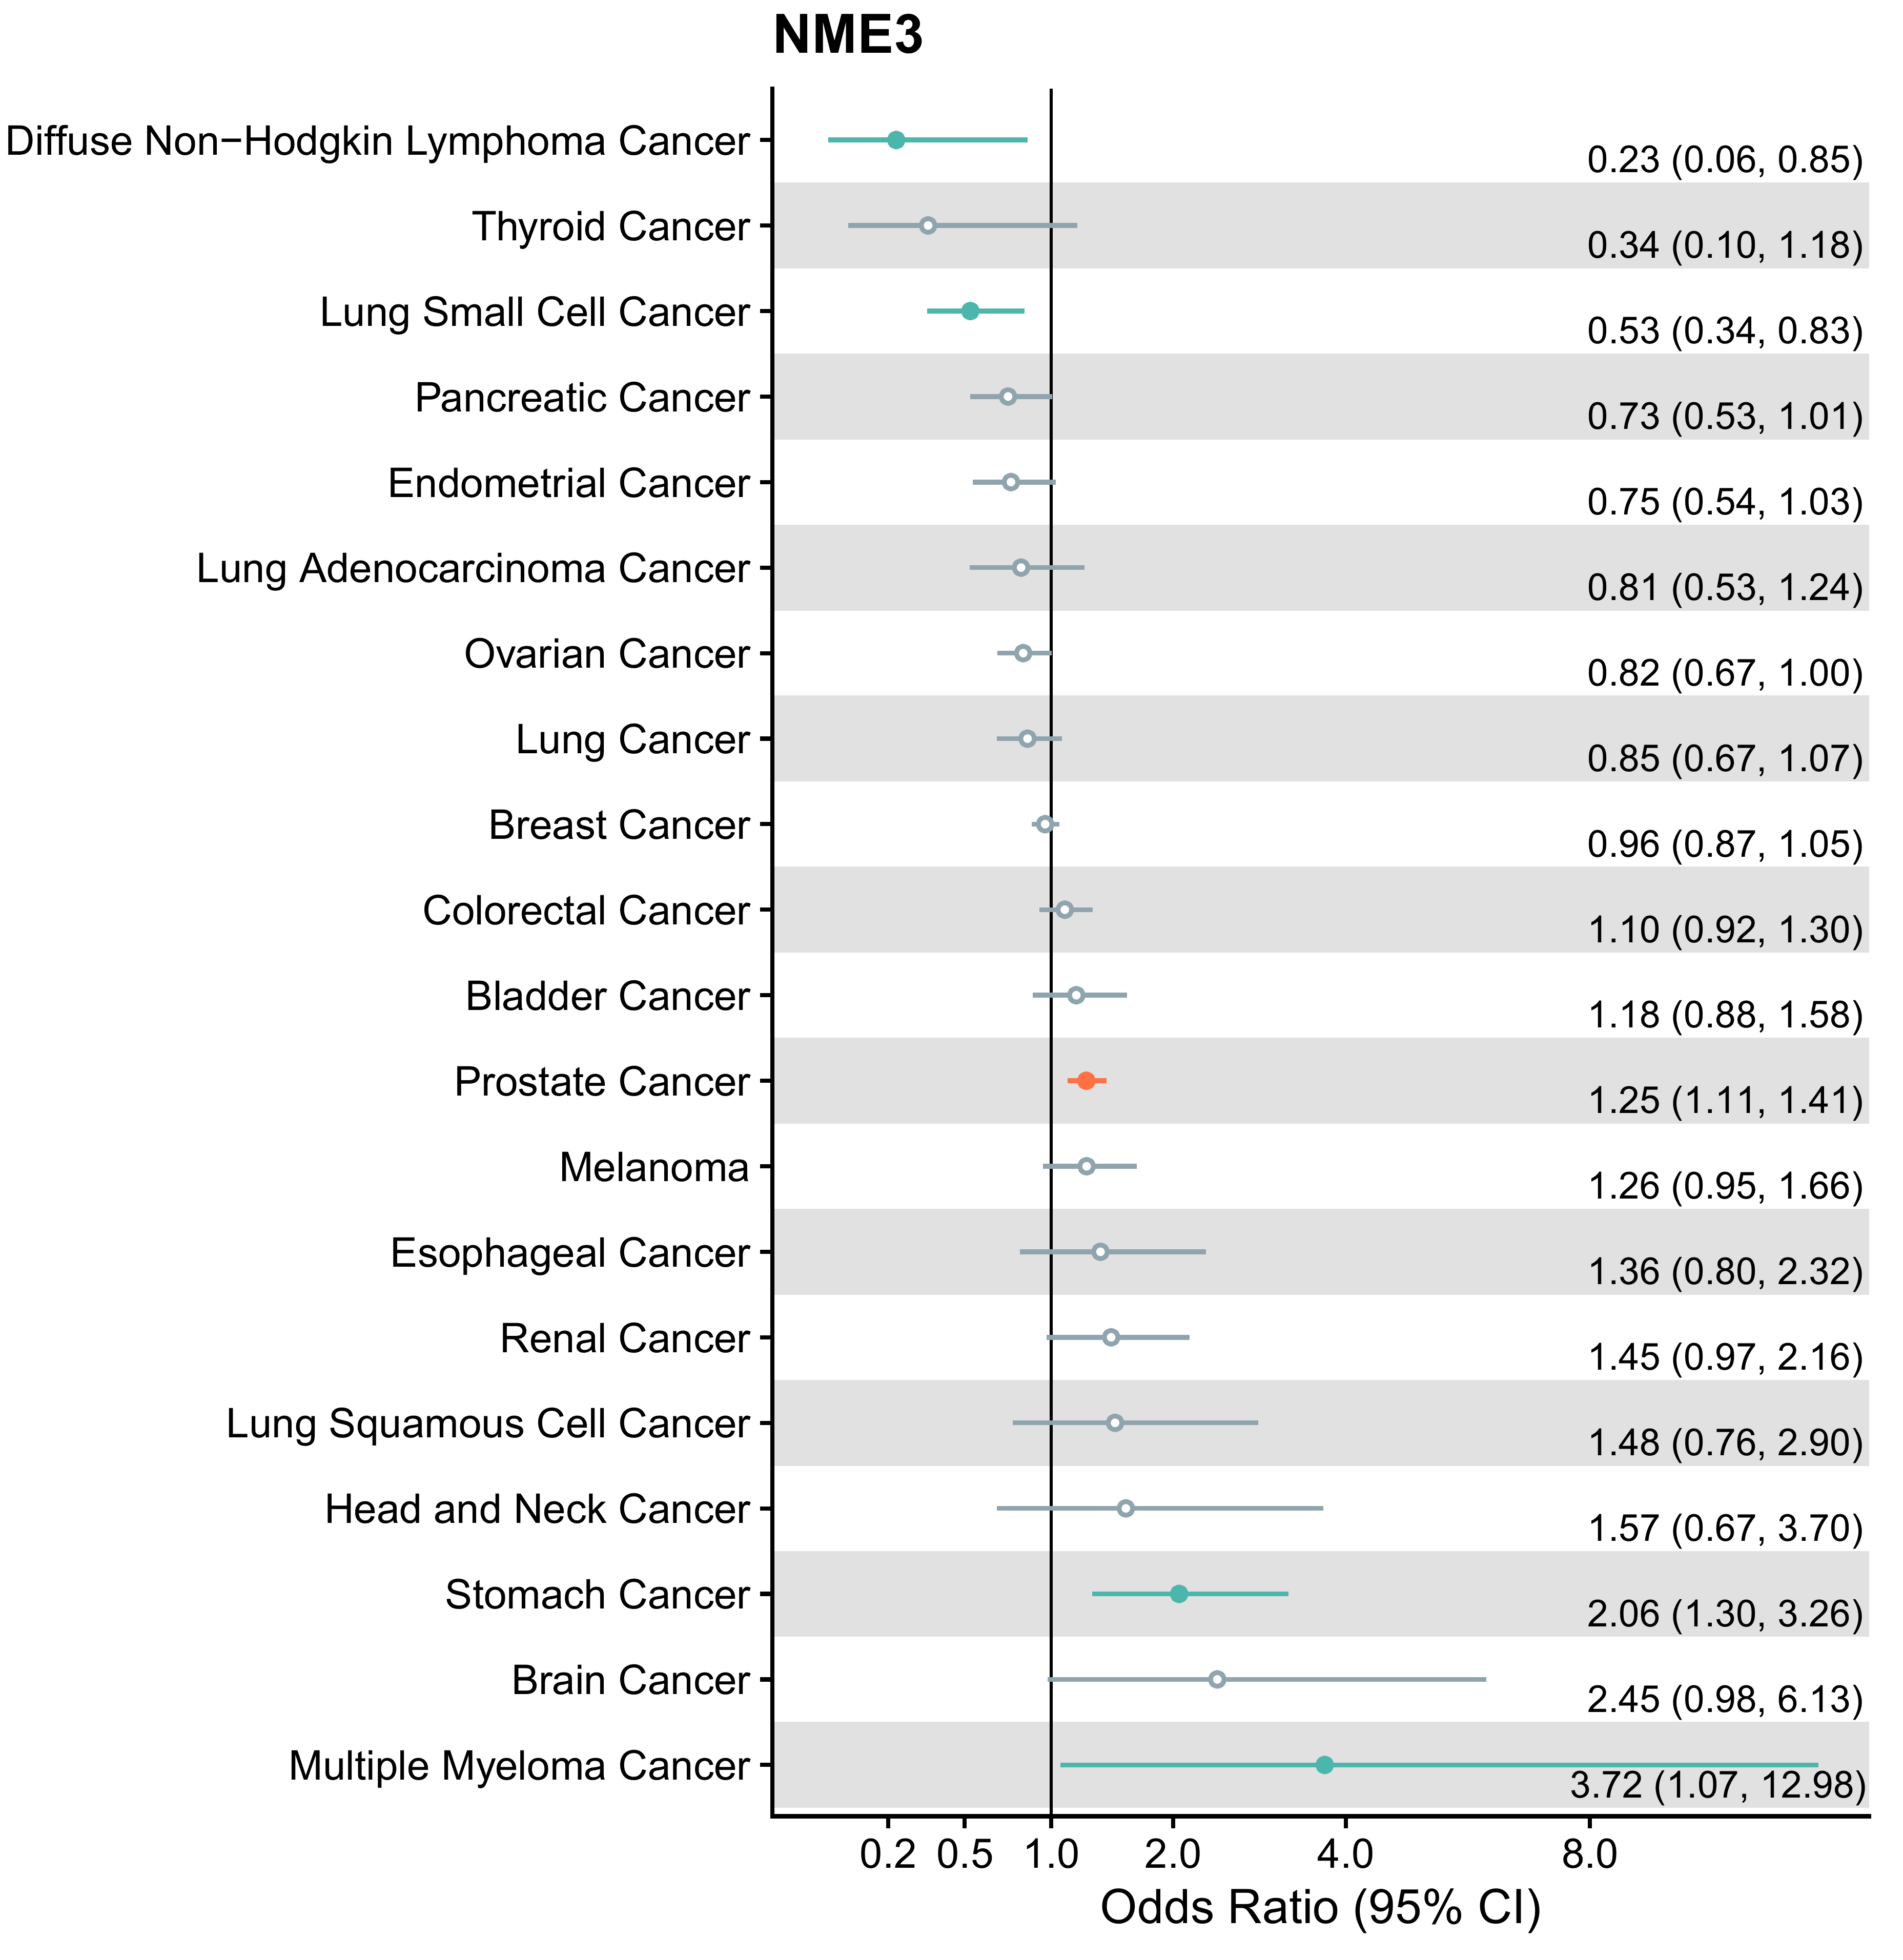 NME3
Diffuse Non−Hodgkin Lymphoma Cancer 0.23 (0.06, 0.85)
Thyroid Cancer 0.34 (0.10, 1.18)
Lung Small Cell Cancer 0.53 (0.34, 0.83)
Pancreatic Cancer 0.73 (0.53, 1.01)
Endometrial Cancer 0.75 (0.54, 1.03)
Lung Adenocarcinoma Cancer 0.81 (0.53, 1.24)
Ovarian Cancer 0.82 (0.67, 1.00)
Lung Cancer 0.85 (0.67, 1.07)
Breast Cancer 0.96 (0.87, 1.05)
Colorectal Cancer 1.10 (0.92, 1.30)
Bladder Cancer 1.18 (0.88, 1.58)
Prostate Cancer 1.25 (1.11, 1.41)
Melanoma 1.26 (0.95, 1.66)
Esophageal Cancer 1.36 (0.80, 2.32)
Renal Cancer 1.45 (0.97, 2.16)
Lung Squamous Cell Cancer 1.48 (0.76, 2.90)
Head and Neck Cancer 1.57 (0.67, 3.70)
Stomach Cancer 2.06 (1.30, 3.26)
Brain Cancer 2.45 (0.98, 6.13)
Multiple Myeloma Cancer 3.72 (1.07, 12.98)
0.2 0.5 1.0 2.0 4.0 8.0
Odds Ratio (95% CI)